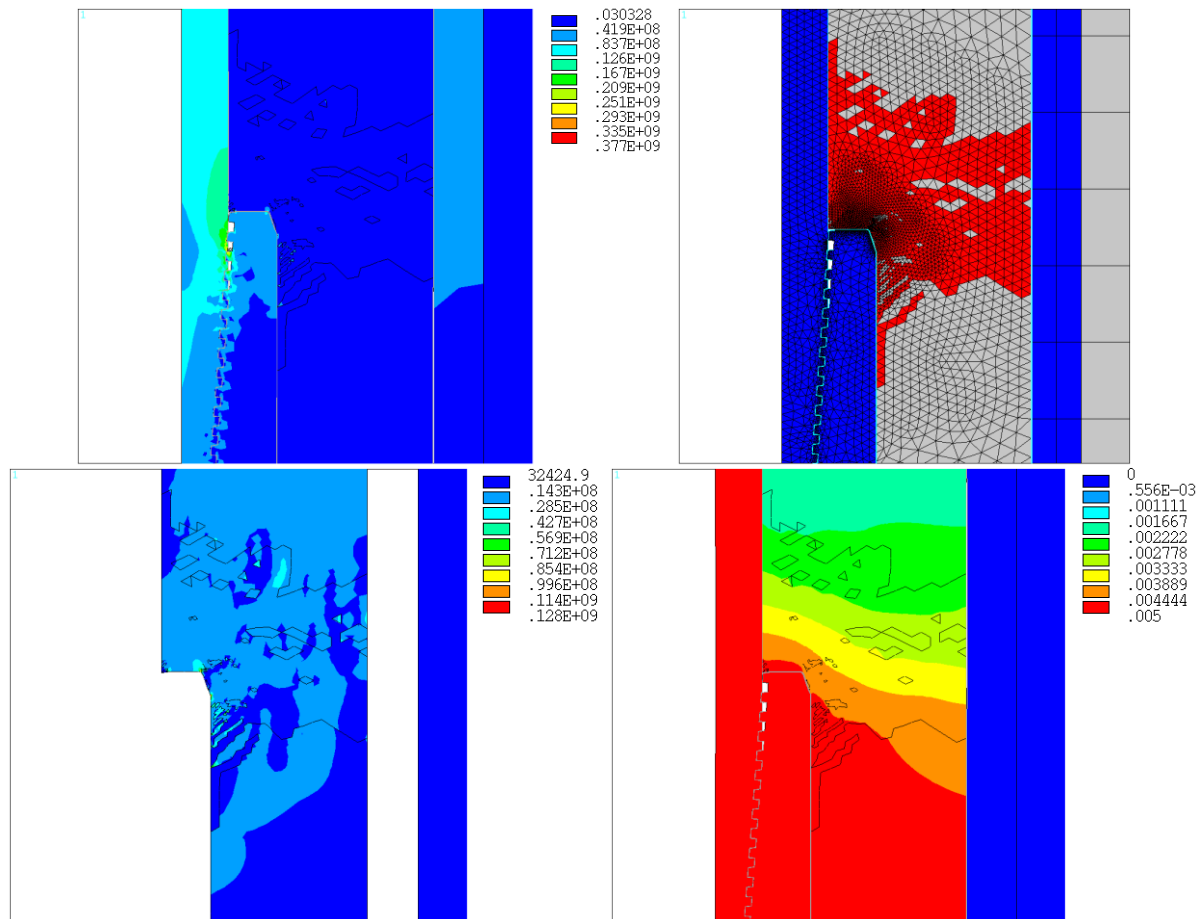 1
.030328
.419E+08
.837E+08
.126E+09
.167E+09
.209E+09
.251E+09
.293E+09
.335E+09
.377E+09
1
1
32424.9
.143E+08
.285E+08
.427E+08
.569E+08
.712E+08
.854E+08
.996E+08
.114E+09
.128E+09
1
0
.556E-03
.001111
.001667
.002222
.002778
.003333
.003889
.004444
.005